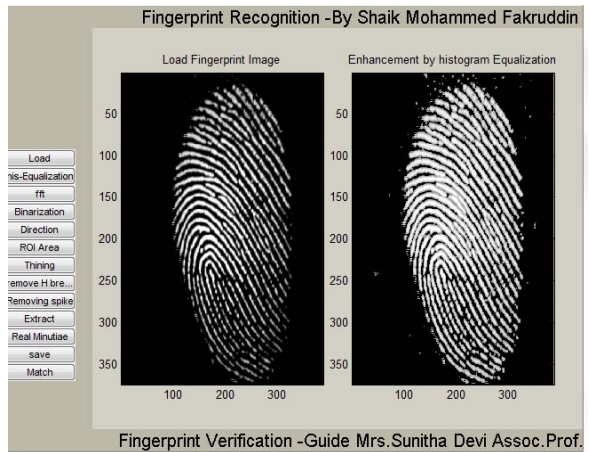 Fingerprint Recognition -By Shaik Mohammed Fakruddin
Load Fingerprint Image
Enhancement by histogram Equalization
50
100
150
200
250
300
350
100 200 300
50
100
150
200
250
300
350
100 200 300
Load
his-Equalization
fft
Binarization
Direction
ROI Area
Thining
remove H bre...
Removing spike
Extract
Real Minutiae
save
Match
Fingerprint Verification -Guide Mrs.Sunitha Devi Assoc.Prof.